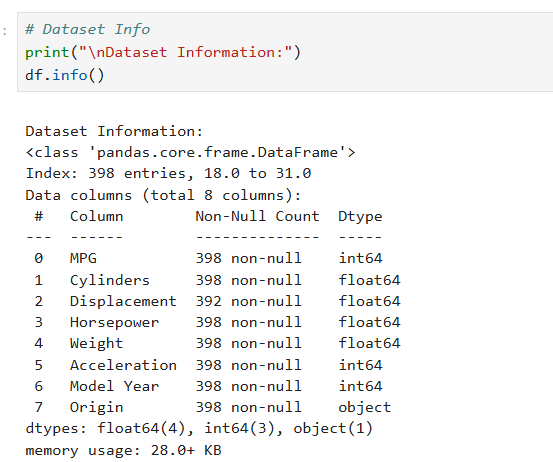 :
# Dataset Info
print("\nDataset Information:")
df.info()
Dataset Information:
<class 'pandas.core.frame.DataFrame'>
Index: 398 entries, 18.0 to 31.0
Data columns (total 8 columns):
 #   Column        Non-Null Count  Dtype
---  ------        --------------  -----
 0   MPG           398 non-null    int64
 1   Cylinders     398 non-null    float64
 2   Displacement  392 non-null    float64
 3   Horsepower    398 non-null    float64
 4   Weight        398 non-null    float64
 5   Acceleration  398 non-null    int64
 6   Model Year    398 non-null    int64
 7   Origin        398 non-null    object
dtypes: float64(4), int64(3), object(1)
memory usage: 28.0+ KB